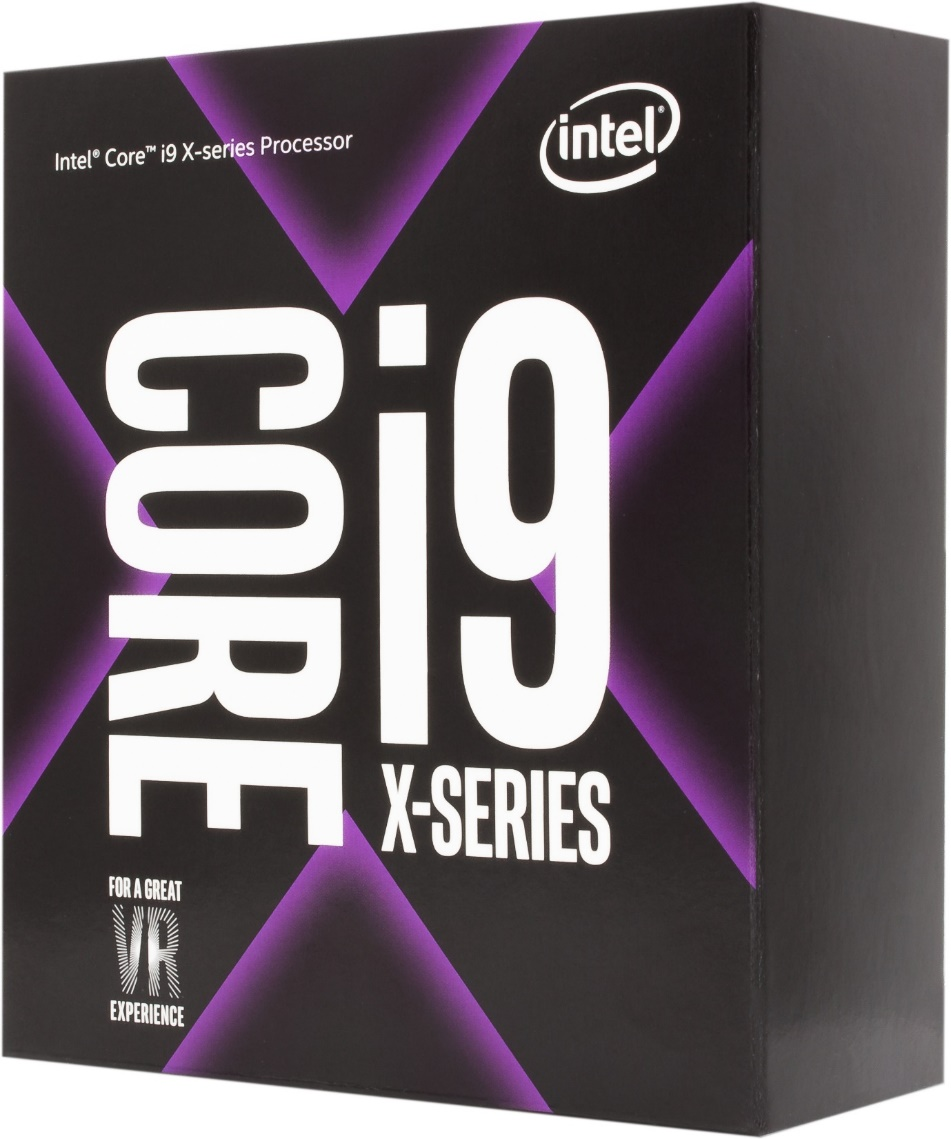 Intel® Core™ i9 X-series Processor
intel®
CORE
i9
X-SERIES
FOR A GREAT
VR
EXPERIENCE